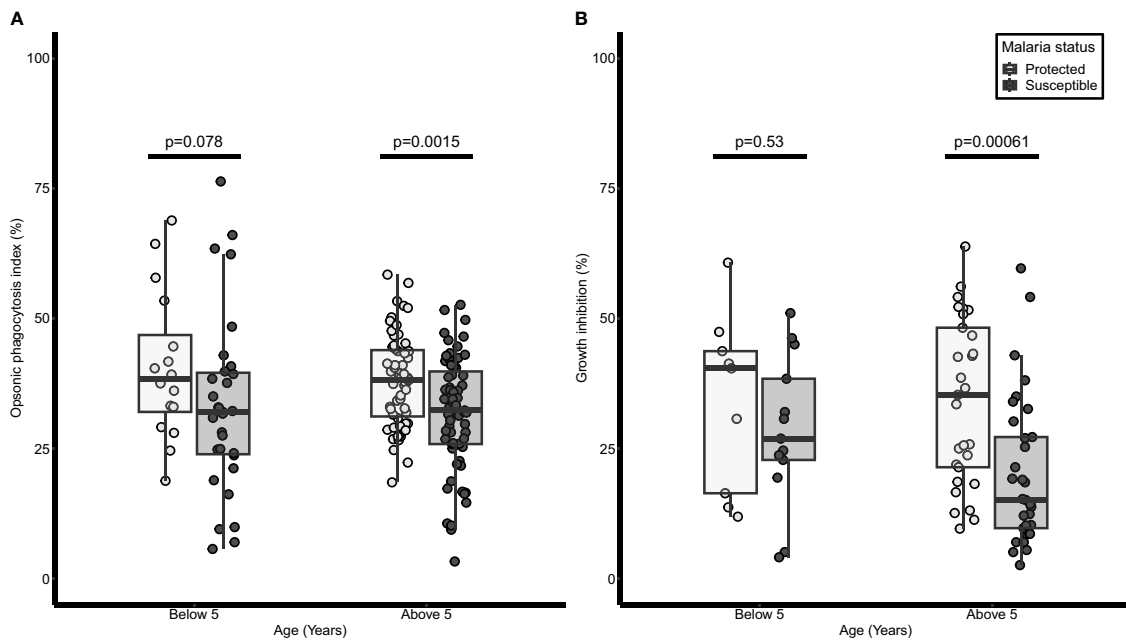 A
Opsonic phagocytosis index (%)
100
75
50
25
0
p=0.078
p=0.0015
Below 5
Above 5
Age (Years)
B
Growth inhibition (%)
100
75
50
25
0
p=0.53
p=0.00061
Below 5
Above 5
Age (Years)
Malaria status
Protected
Susceptible